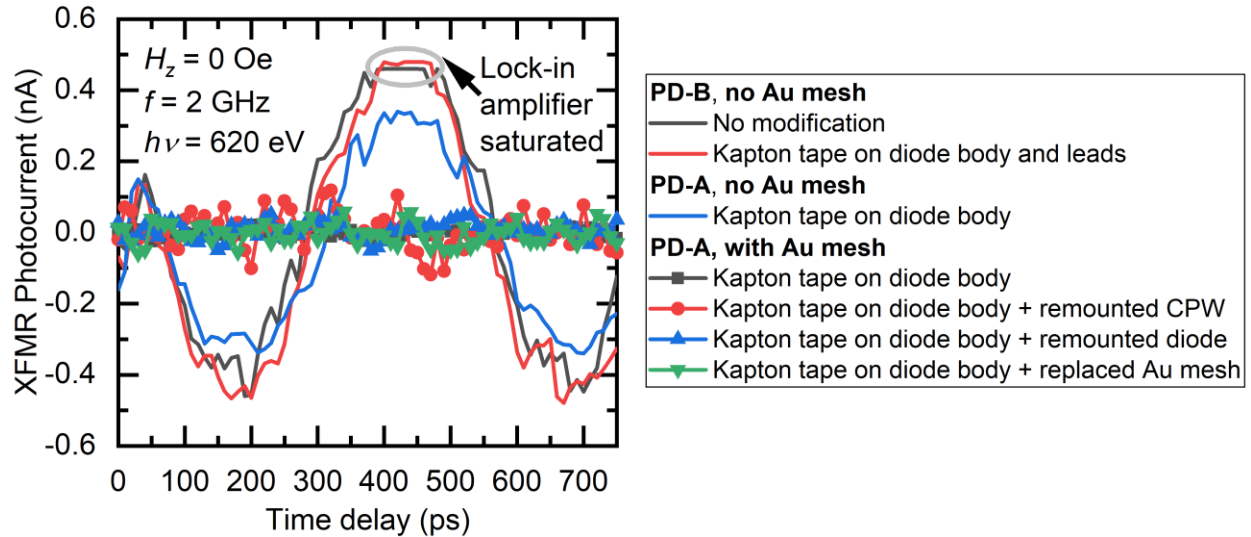 0.6
0.4
0.2
0.0
-0.2
-0.4
-0.6
XFMR Photocurrent (nA)
H_z = 0 Oe
f = 2 GHz
hν = 620 eV
Lock-in
amplifier
saturated
0 100 200 300 400 500 600 700
Time delay (ps)
PD-B, no Au mesh
No modification
Kapton tape on diode body and leads
PD-A, no Au mesh
Kapton tape on diode body
PD-A, with Au mesh
Kapton tape on diode body
Kapton tape on diode body + remounted CPW
Kapton tape on diode body + remounted diode
Kapton tape on diode body + replaced Au mesh